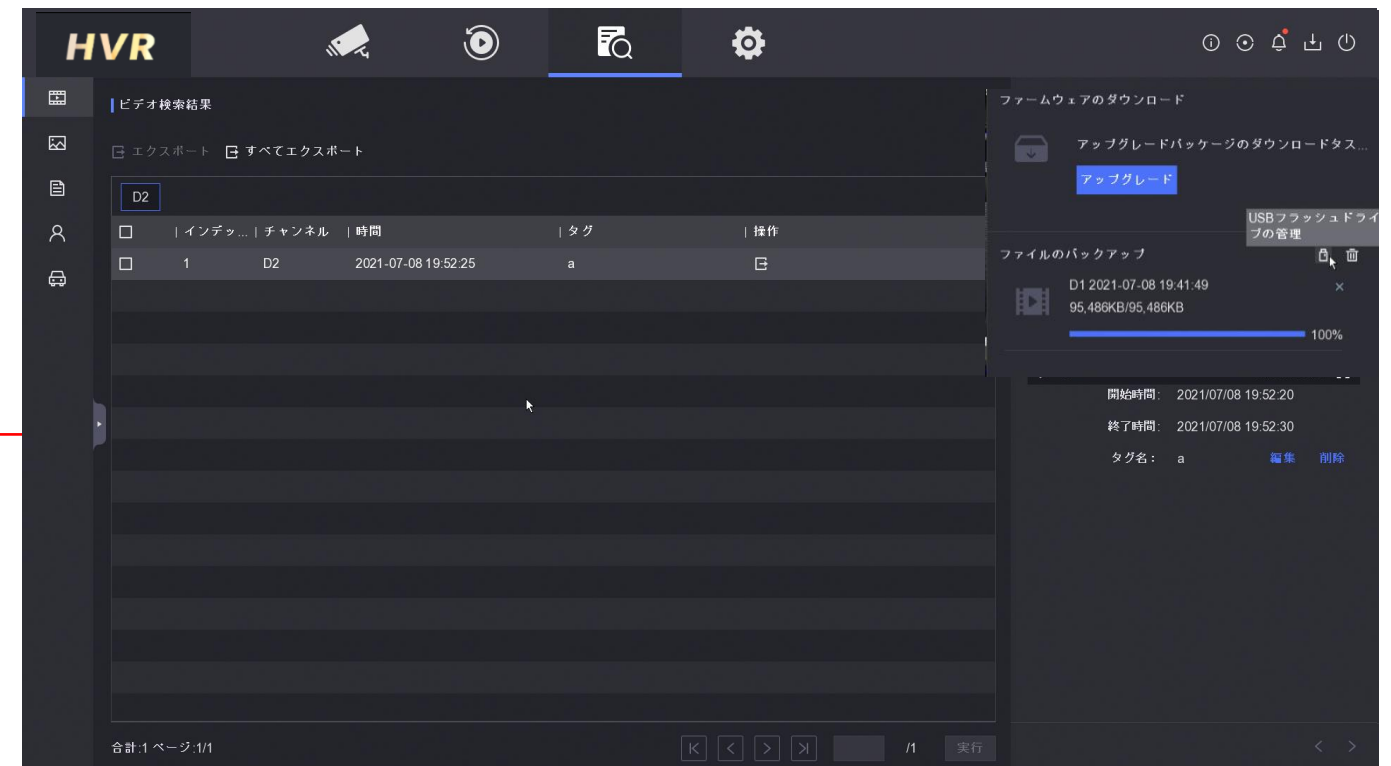 HVR
ビデオ検索結果
エクスポート すべてエクスポート
D2
| インデッ... | チャンネル | 時間 | タグ | 操作
1 D2 2021-07-08 19:52:25 a
合計:1 ページ:1/1
/1 実行
ファームウェアのダウンロード
アップグレードパッケージのダウンロードタス...
アップグレード
USBフラッシュドライ
ブの管理
ファイルのバックアップ
D1 2021-07-08 19:41:49
95,486KB/95,486KB
100%
開始時間: 2021/07/08 19:52:20
終了時間: 2021/07/08 19:52:30
タグ名: a 編集 削除